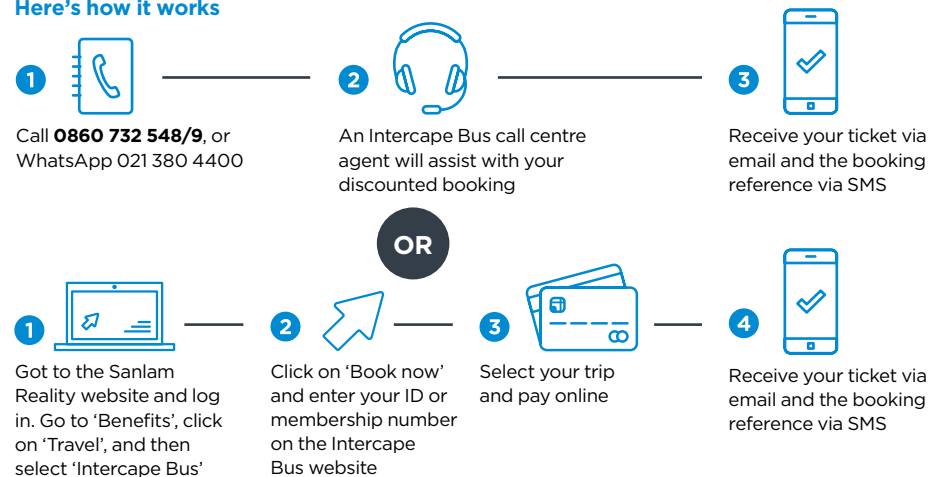 Here's how it works
1
2
3
Call 0860 732 548/9, or
WhatsApp 021 380 4400
An Intercape Bus call centre
agent will assist with your
discounted booking
Receive your ticket via
email and the booking
reference via SMS
OR
1
2
3
4
Got to the Sanlam
Reality website and log
in. Go to ‘Benefits’, click
on ‘Travel’, and then
select ‘Intercape Bus’
Click on ‘Book now’
and enter your ID or
membership number
on the Intercape
Bus website
Select your trip
and pay online
Receive your ticket via
email and the booking
reference via SMS